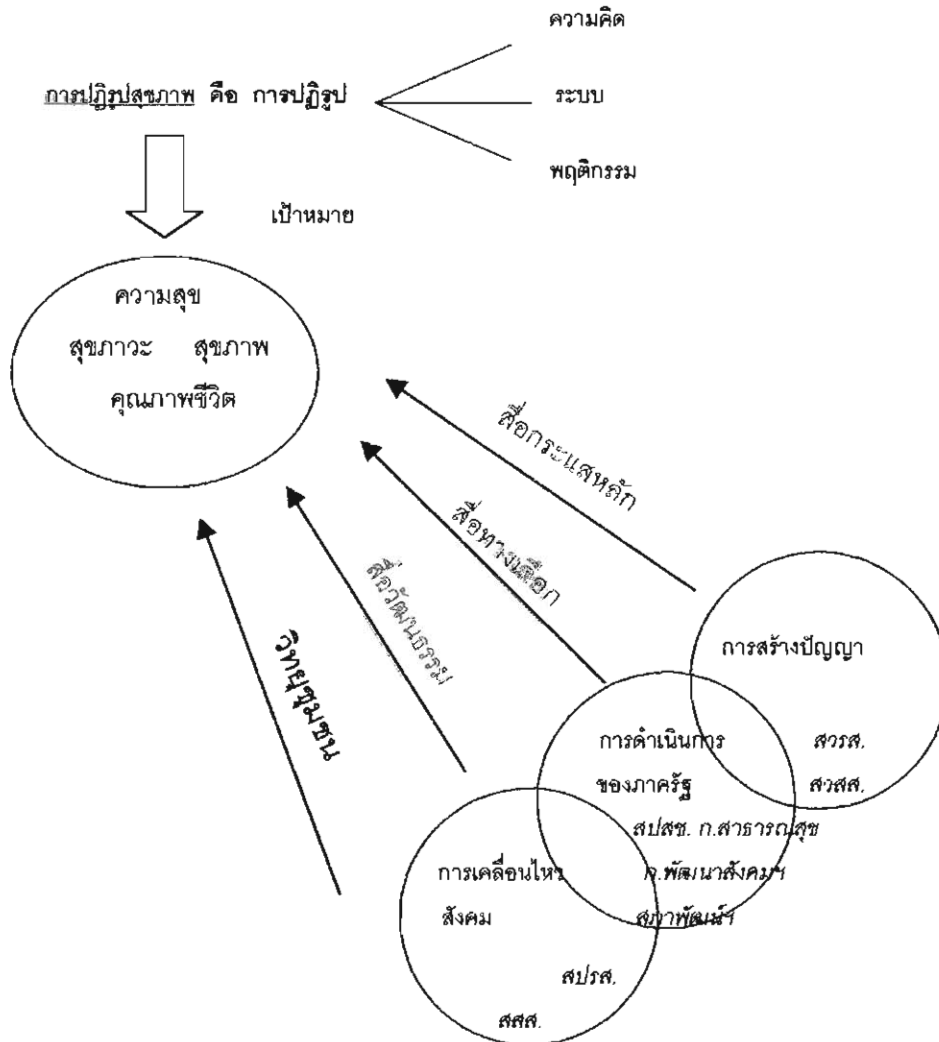 ความคิด
การปฏิรูปสุขภาพ คือ การปฏิรูป
ระบบ
พฤติกรรม
เป้าหมาย
ความสุข
สุขภาวะ สุขภาพ
คุณภาพชีวิต
สื่อกระแสหลัก
สื่อทางเลือก
สื่อวัฒนธรรม
วิทยุชุมชน
การสร้างปัญญา
สวรส.
สวสส.
การดำเนินการ
ของภาครัฐ
สปสช. ก.สาธารณสุข
ก.พัฒนาสังคมฯ
สภาพัฒน์ฯ
การเคลื่อนไหว
สังคม
สปรส.
สสส.